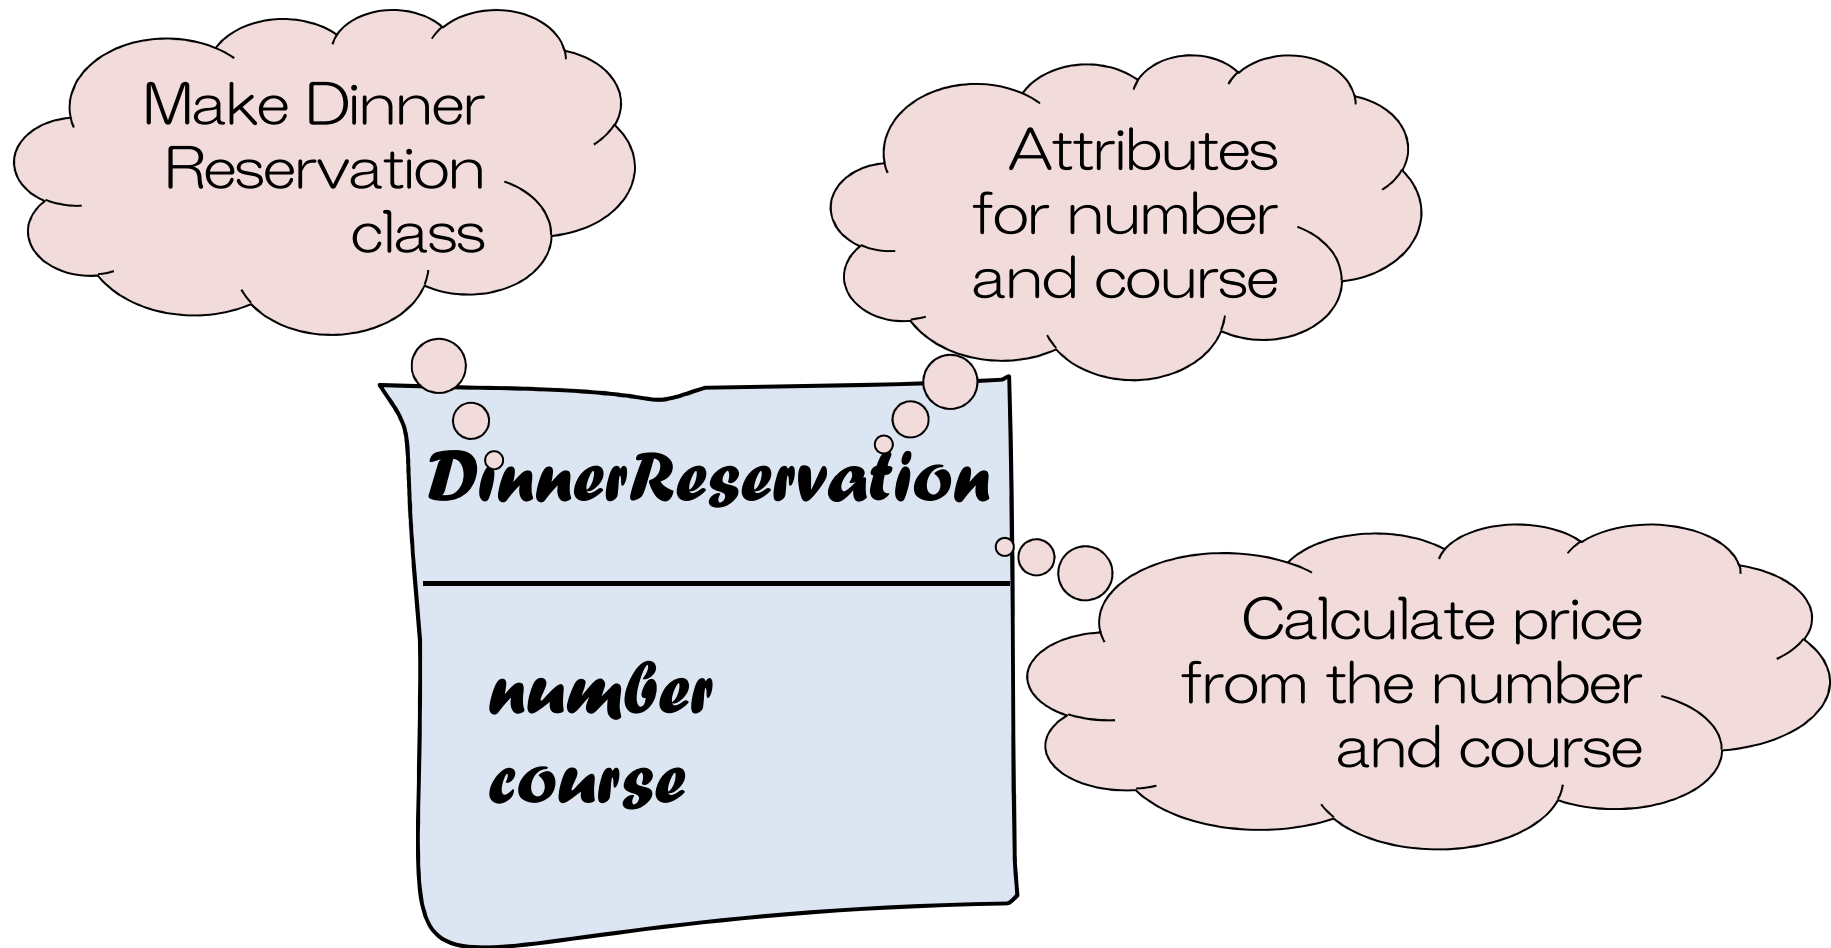 Make Dinner
Reservation
class
Attributes
for number
and course
DinnerReservation
Calculate price
from the number
and course
number
course